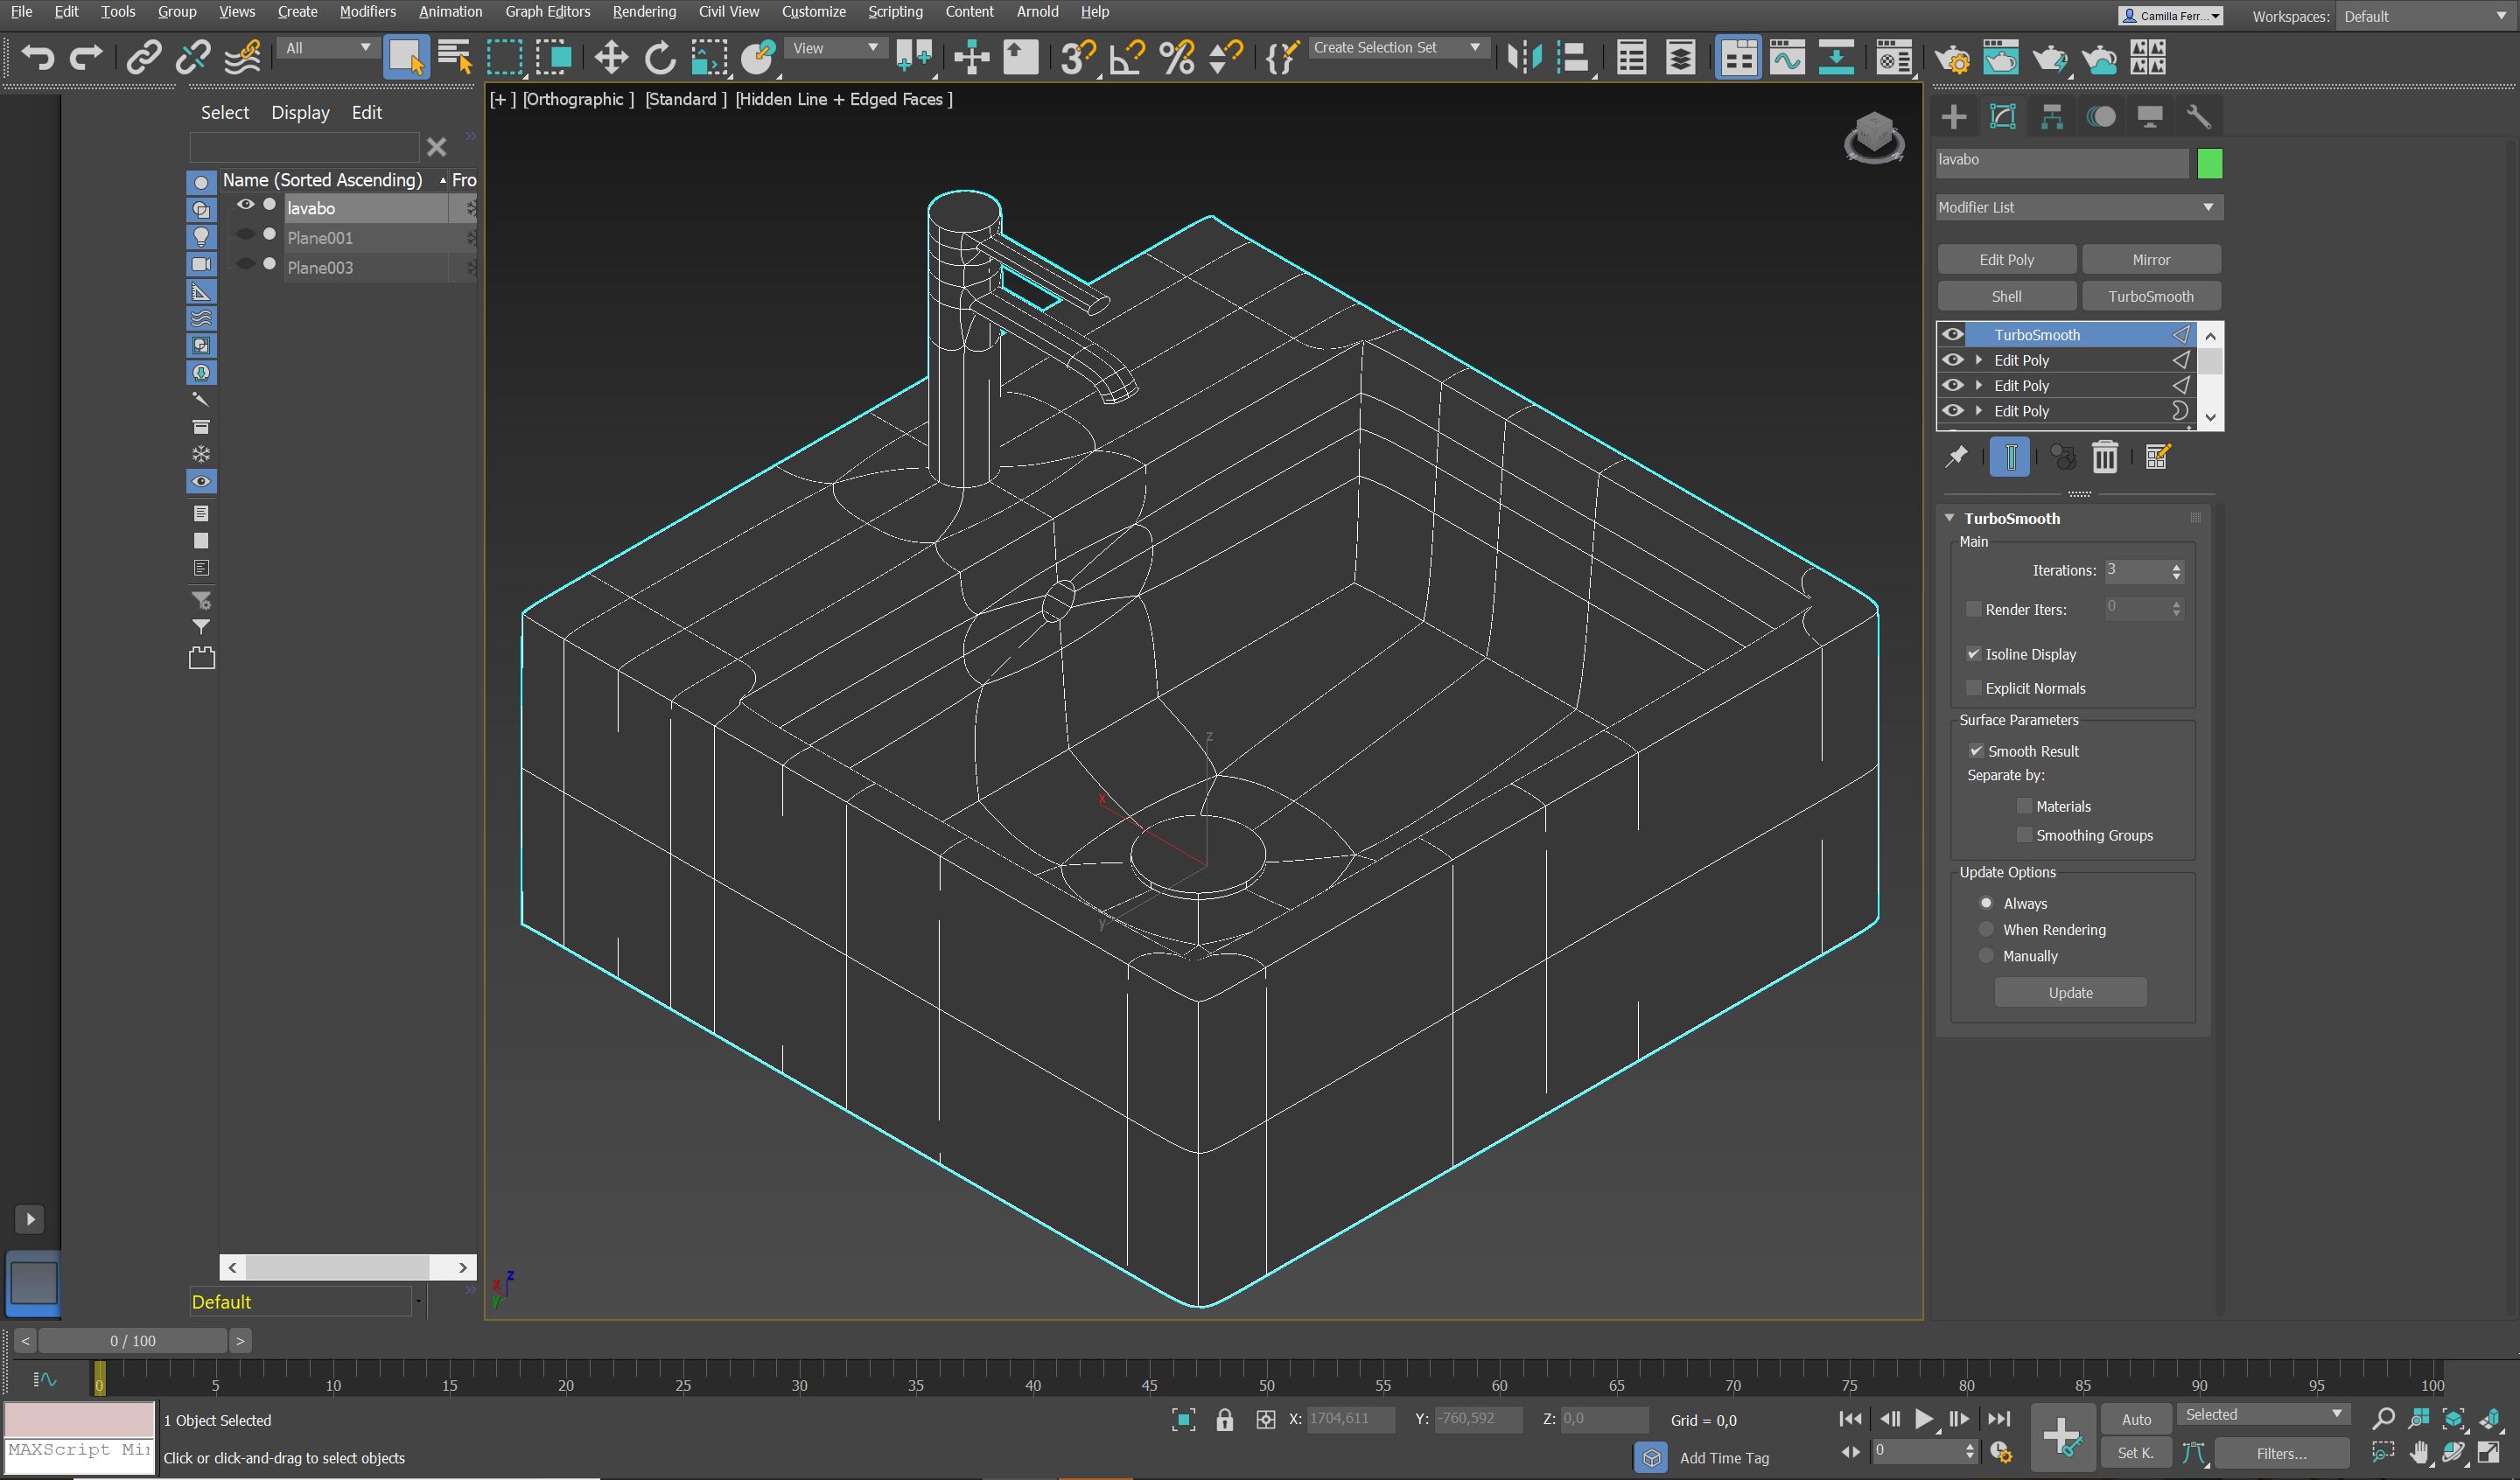 File Edit Tools Group Views Create Modifiers Animation Graph Editors Rendering Civil View Customize Scripting Content Arnold Help
Camilla Ferr... Workspaces: Default
All View Create Selection Set
Select Display Edit
Name (Sorted Ascending) Fro
lavabo
Plane001
Plane003
Default
[+ ] [Orthographic ] [Standard ] [Hidden Line + Edged Faces ]
z
x
y
z
x
y
lavabo
Modifier List
Edit Poly Mirror
Shell TurboSmooth
TurboSmooth
Edit Poly
Edit Poly
Edit Poly
TurboSmooth
Main
Iterations: 3
Render Iters: 0
Isoline Display
Explicit Normals
Surface Parameters
Smooth Result
Separate by:
Materials
Smoothing Groups
Update Options
Always
When Rendering
Manually
Update
< 0 / 100 >
0 5 10 15 20 25 30 35 40 45 50 55 60 65 70 75 80 85 90 95 100
1 Object Selected X: 1704,611 Y: -760,592 Z: 0,0 Grid = 0,0 Auto Selected
MAXScript Mi
Click or click-and-drag to select objects Add Time Tag 0 Set K. Filters...